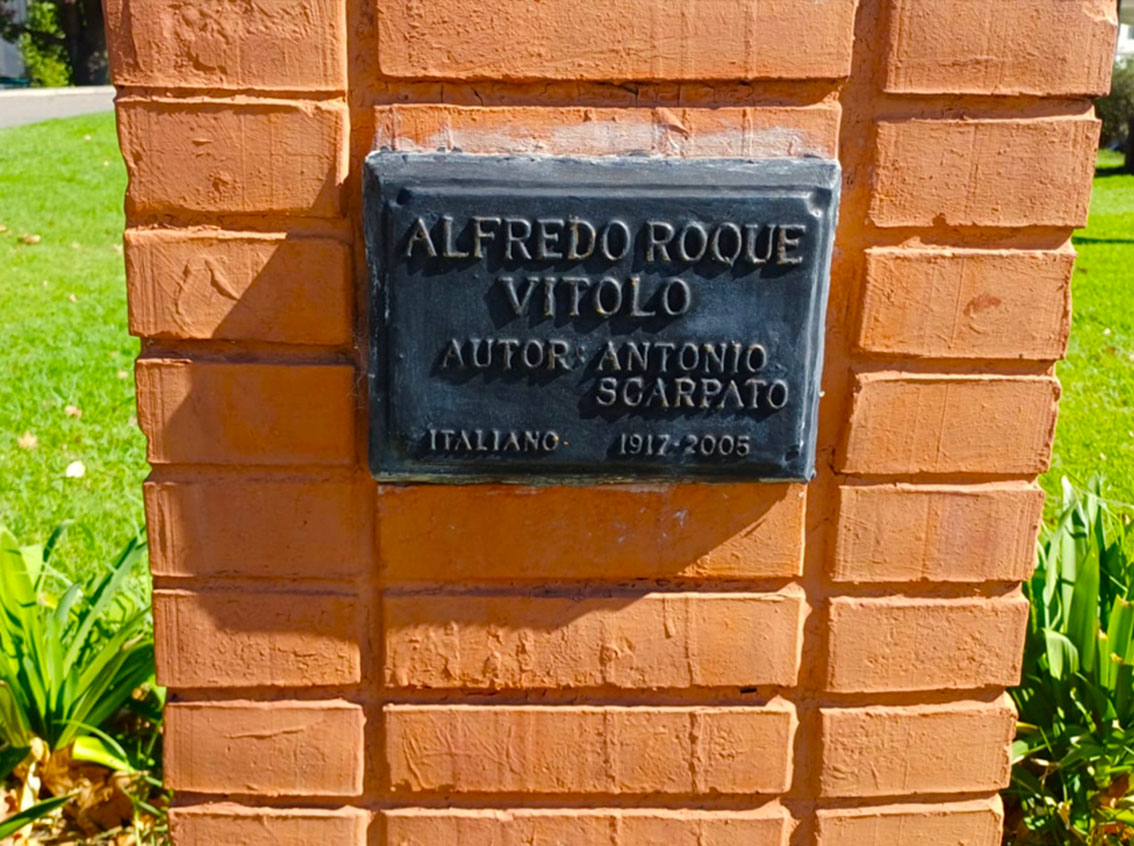 ALFREDO ROQUE
VITOLO
AUTOR: ANTONIO
SCARPATO
ITALIANO· 1917-2005